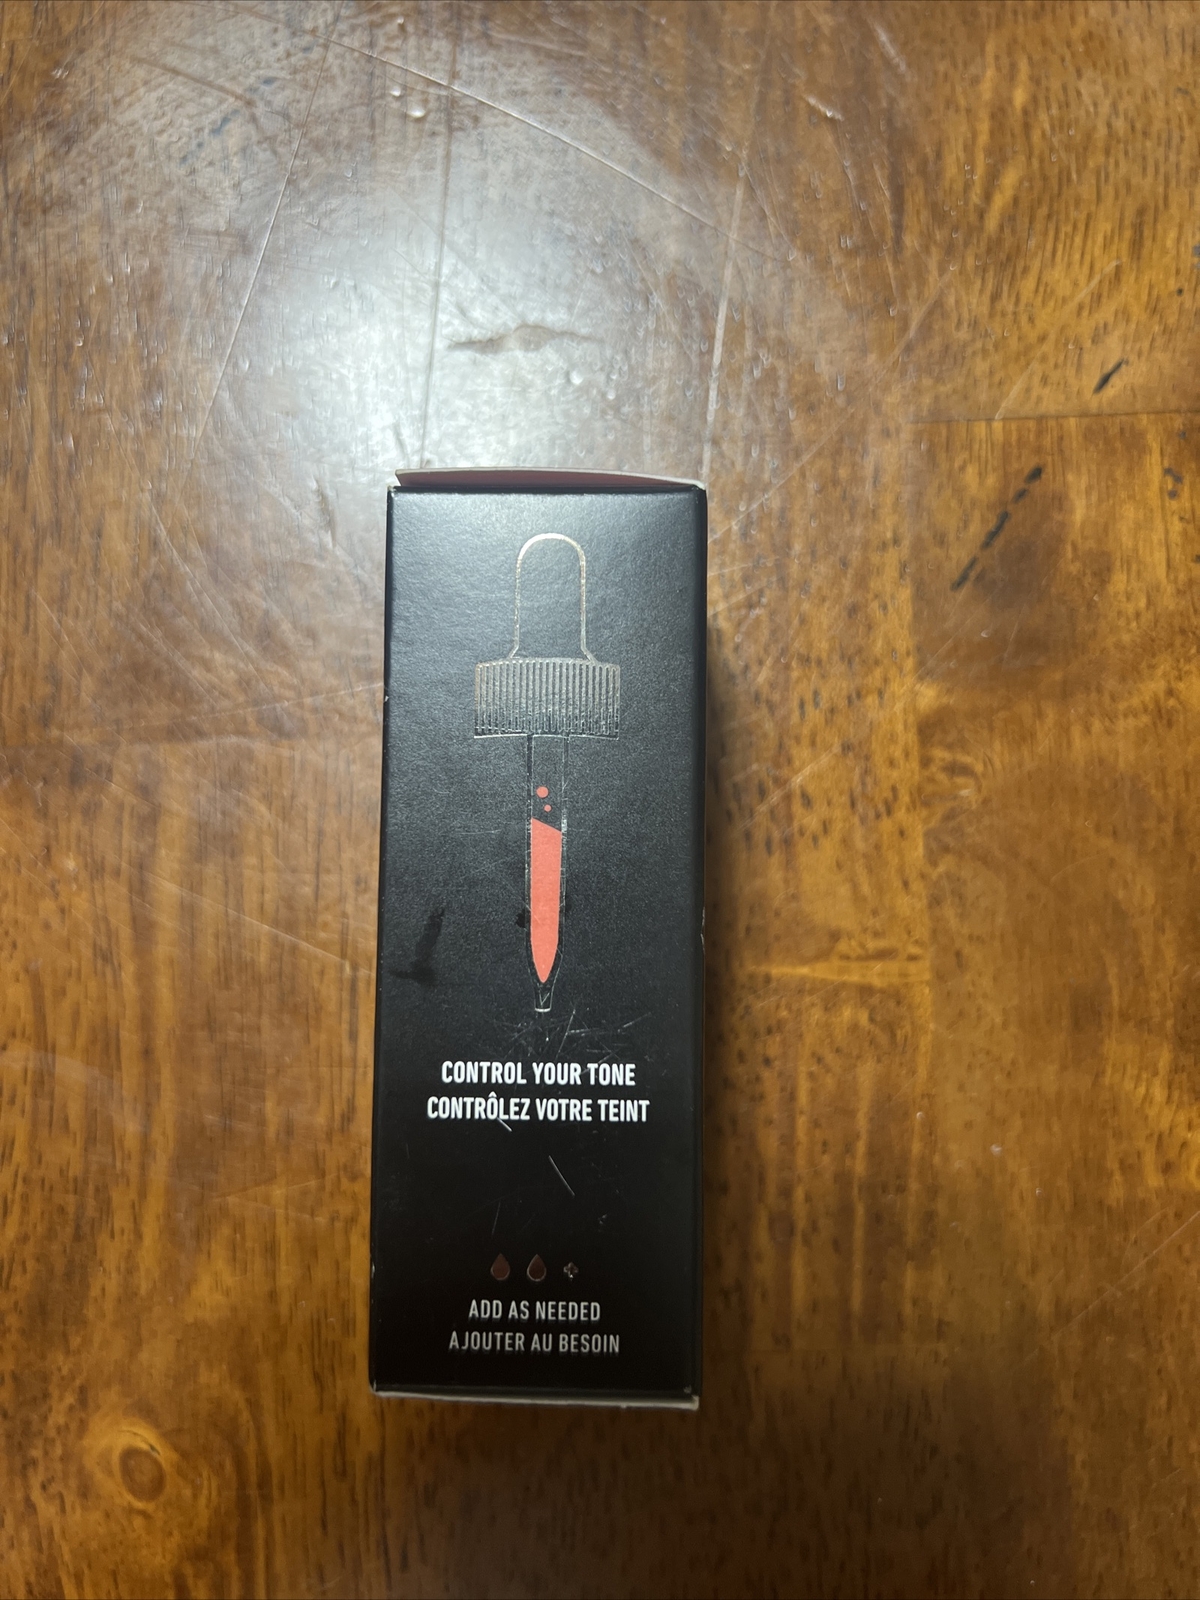 CONTROL YOUR TONE
CONTRÔLEZ VOTRE TEINT
ADD AS NEEDED
AJOUTER AU BESOIN